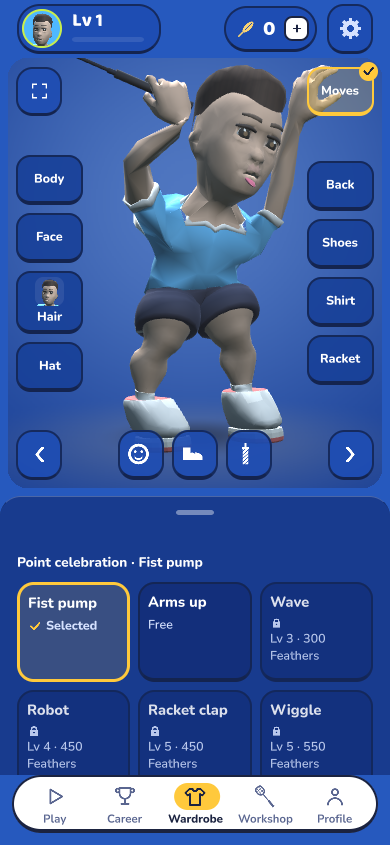 Lv 1
0
+
Moves
Body
Back
Face
Shoes
Hair
Shirt
Hat
Racket
Point celebration · Fist pump
Fist pump
Selected
Arms up
Free
Wave
Lv 3 · 300
Feathers
Robot
Lv 4 · 450
Feathers
Racket clap
Lv 5 · 450
Feathers
Wiggle
Lv 5 · 550
Feathers
Play
Career
Wardrobe
Workshop
Profile